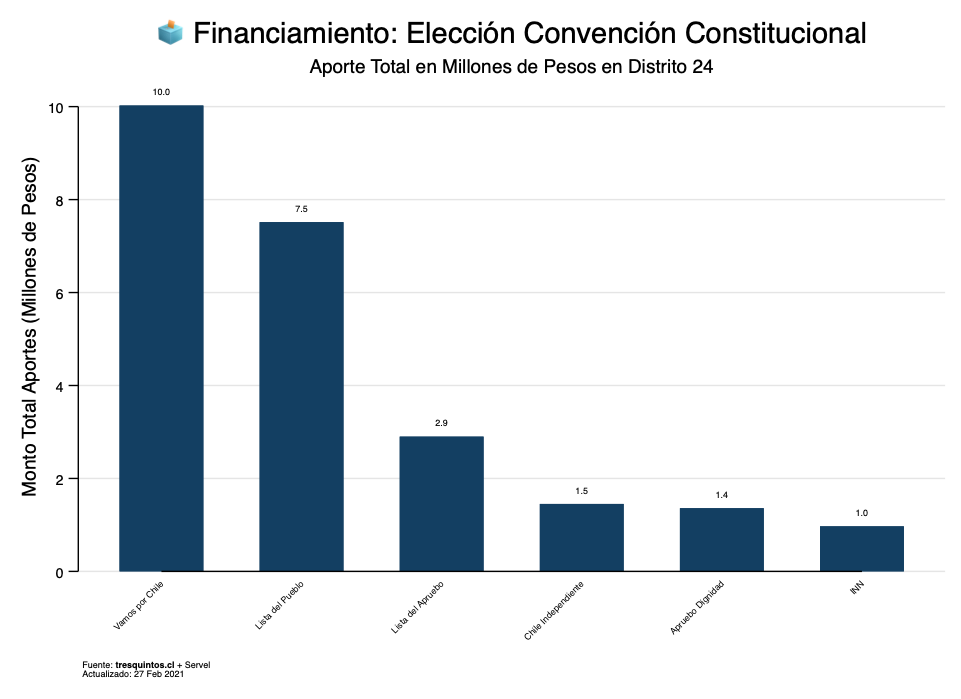 Financiamiento: Elección Convención Constitucional
Aporte Total en Millones de Pesos en Distrito 24
Monto Total Aportes (Millones de Pesos)
10
8
6
4
2
0
10.0
7.5
2.9
1.5
1.4
1.0
Vamos por Chile
Lista del Pueblo
Lista del Apruebo
Chile Independiente
Apruebo Dignidad
INN
Fuente: tresquintos.cl + Servel
Actualizado: 27 Feb 2021